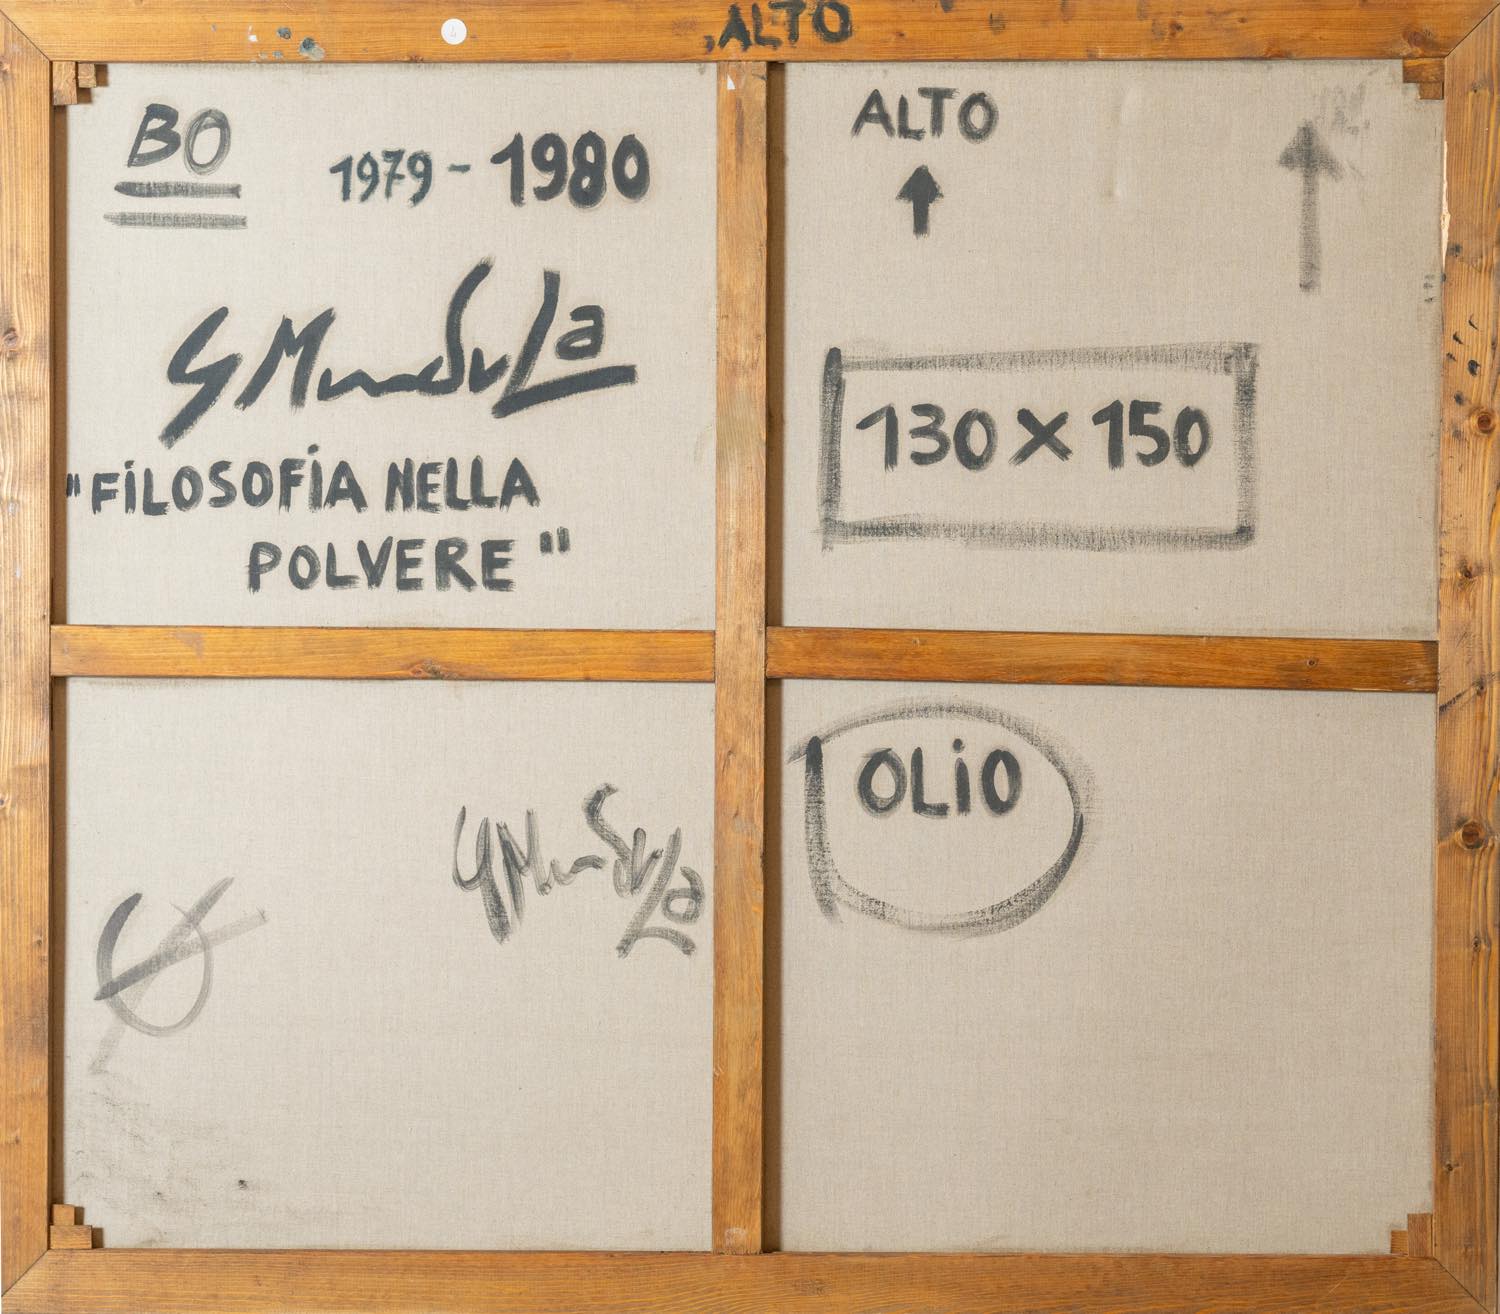 ALTO
BO
1979 - 1980
"FiLOSOFiA NELLA
POLVERE"
ALTO
130 x 150
OLiO